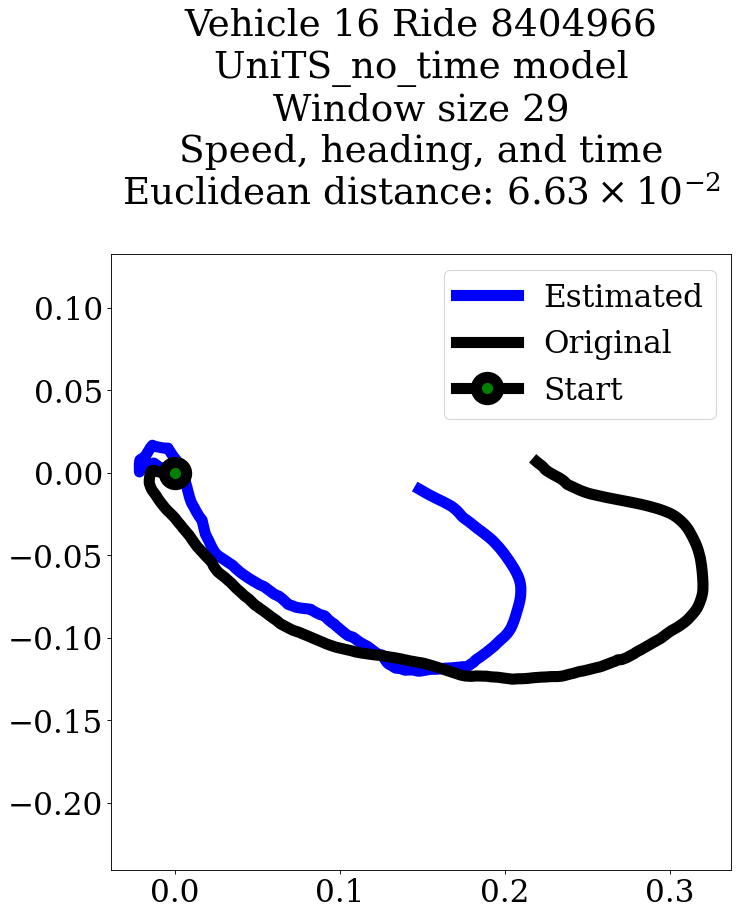 Vehicle 16 Ride 8404966
UniTS_no_time model
Window size 29
Speed, heading, and time
Euclidean distance: 6.63 × 10⁻²
Estimated
Original
Start
0.10
0.05
0.00
−0.05
−0.10
−0.15
−0.20
0.0 0.1 0.2 0.3